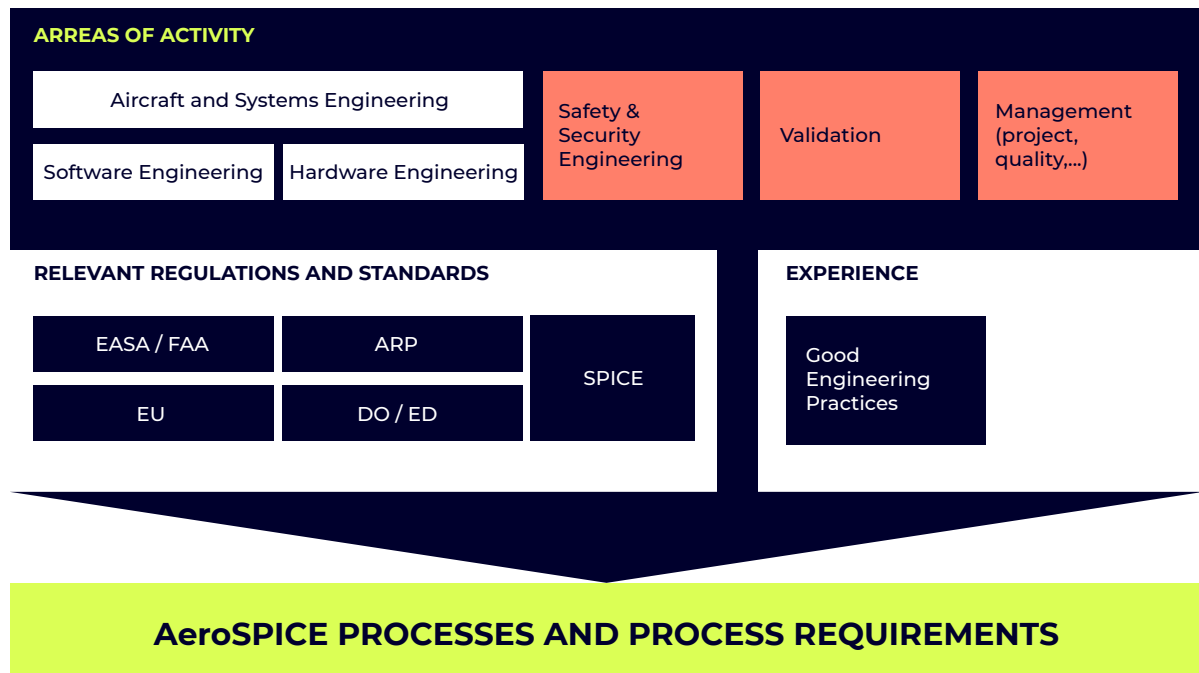 ARREAS OF ACTIVITY
Aircraft and Systems Engineering
Software Engineering
Hardware Engineering
Safety &
Security
Engineering
Validation
Management
(project,
quality,...)
RELEVANT REGULATIONS AND STANDARDS
EASA / FAA
ARP
EU
DO / ED
SPICE
EXPERIENCE
Good
Engineering
Practices
AeroSPICE PROCESSES AND PROCESS REQUIREMENTS